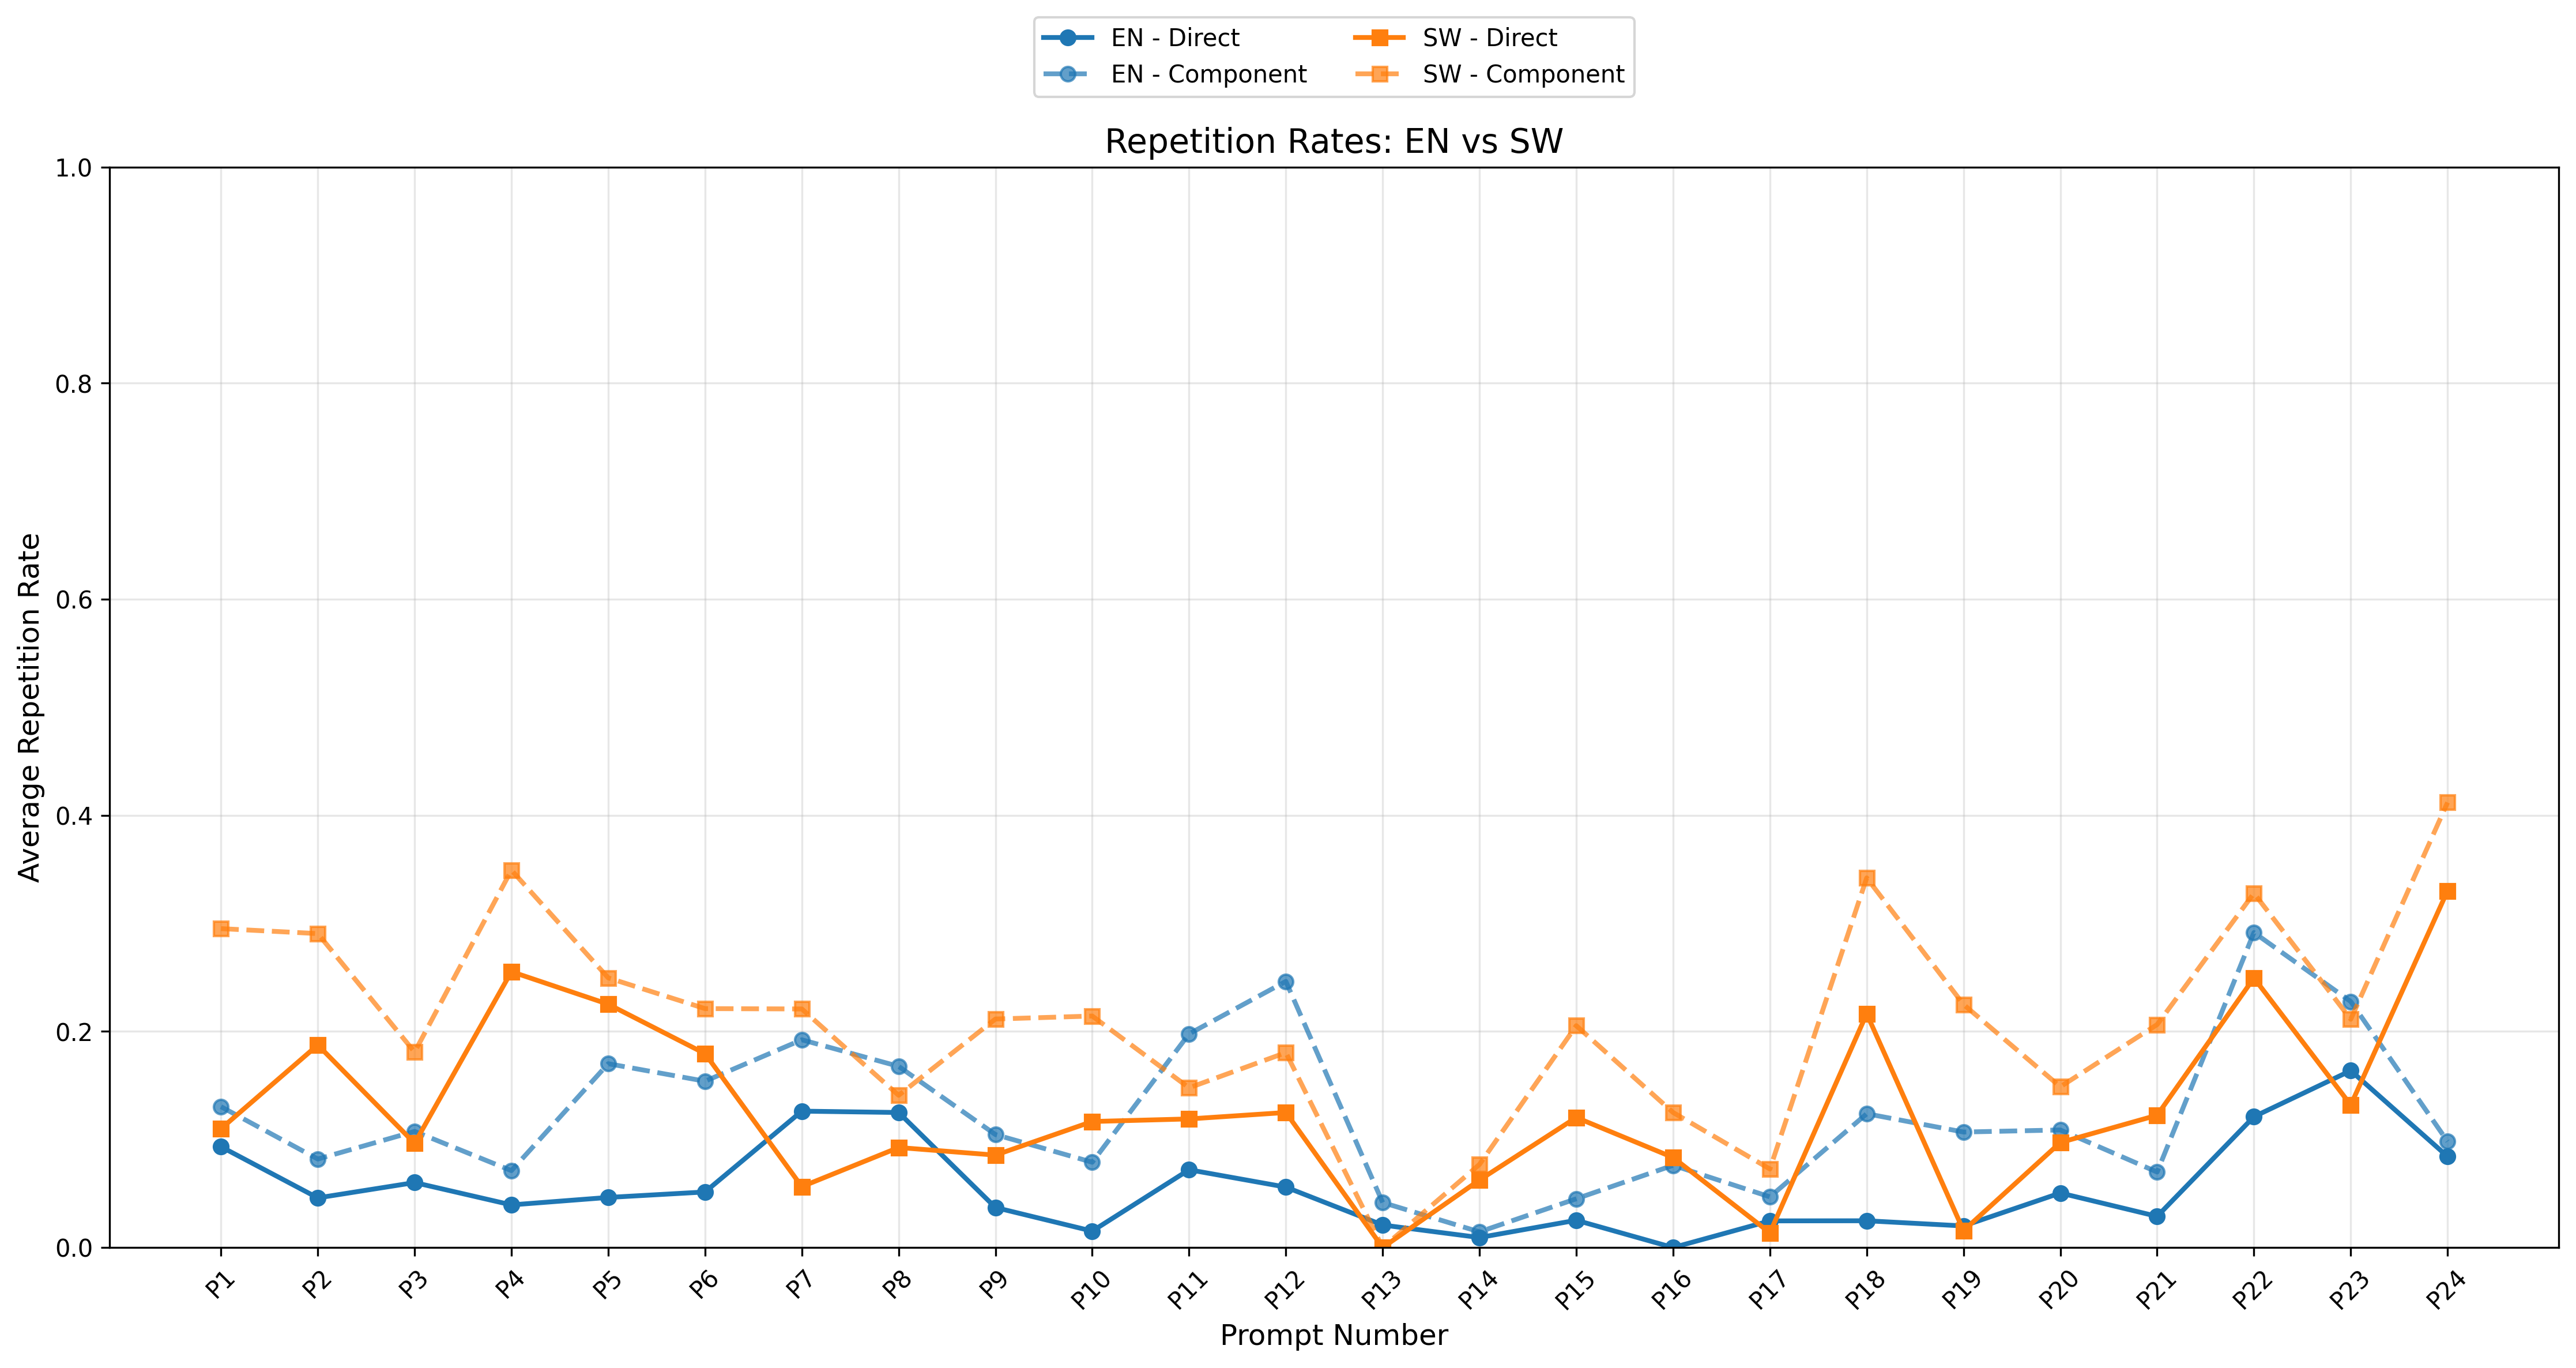 EN - Direct
EN - Component
SW - Direct
SW - Component
Repetition Rates: EN vs SW
1.0
0.8
0.6
0.4
0.2
0.0
Average Repetition Rate
P1 P2 P3 P4 P5 P6 P7 P8 P9 P10 P11 P12 P13 P14 P15 P16 P17 P18 P19 P20 P21 P22 P23 P24
Prompt Number